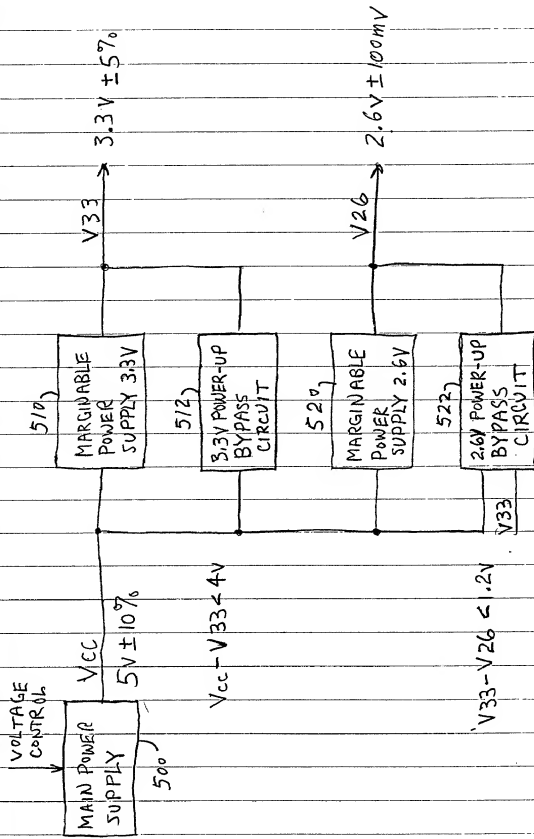 VOLTAGE
CONTROL
MAIN POWER
SUPPLY
500
VCC
5V ± 10%
Vcc - V33 < 4V
V33 - V26 < 1.2V
510
MARGINABLE
POWER
SUPPLY 3.3V
512
3.3V POWER-UP
BYPASS
CIRCUIT
520
MARGINABLE
POWER
SUPPLY 2.6V
522
2.6V POWER-UP
BYPASS
CIRCUIT
V33
V33
3.3V ± 5%
V26
2.6V ± 100mV